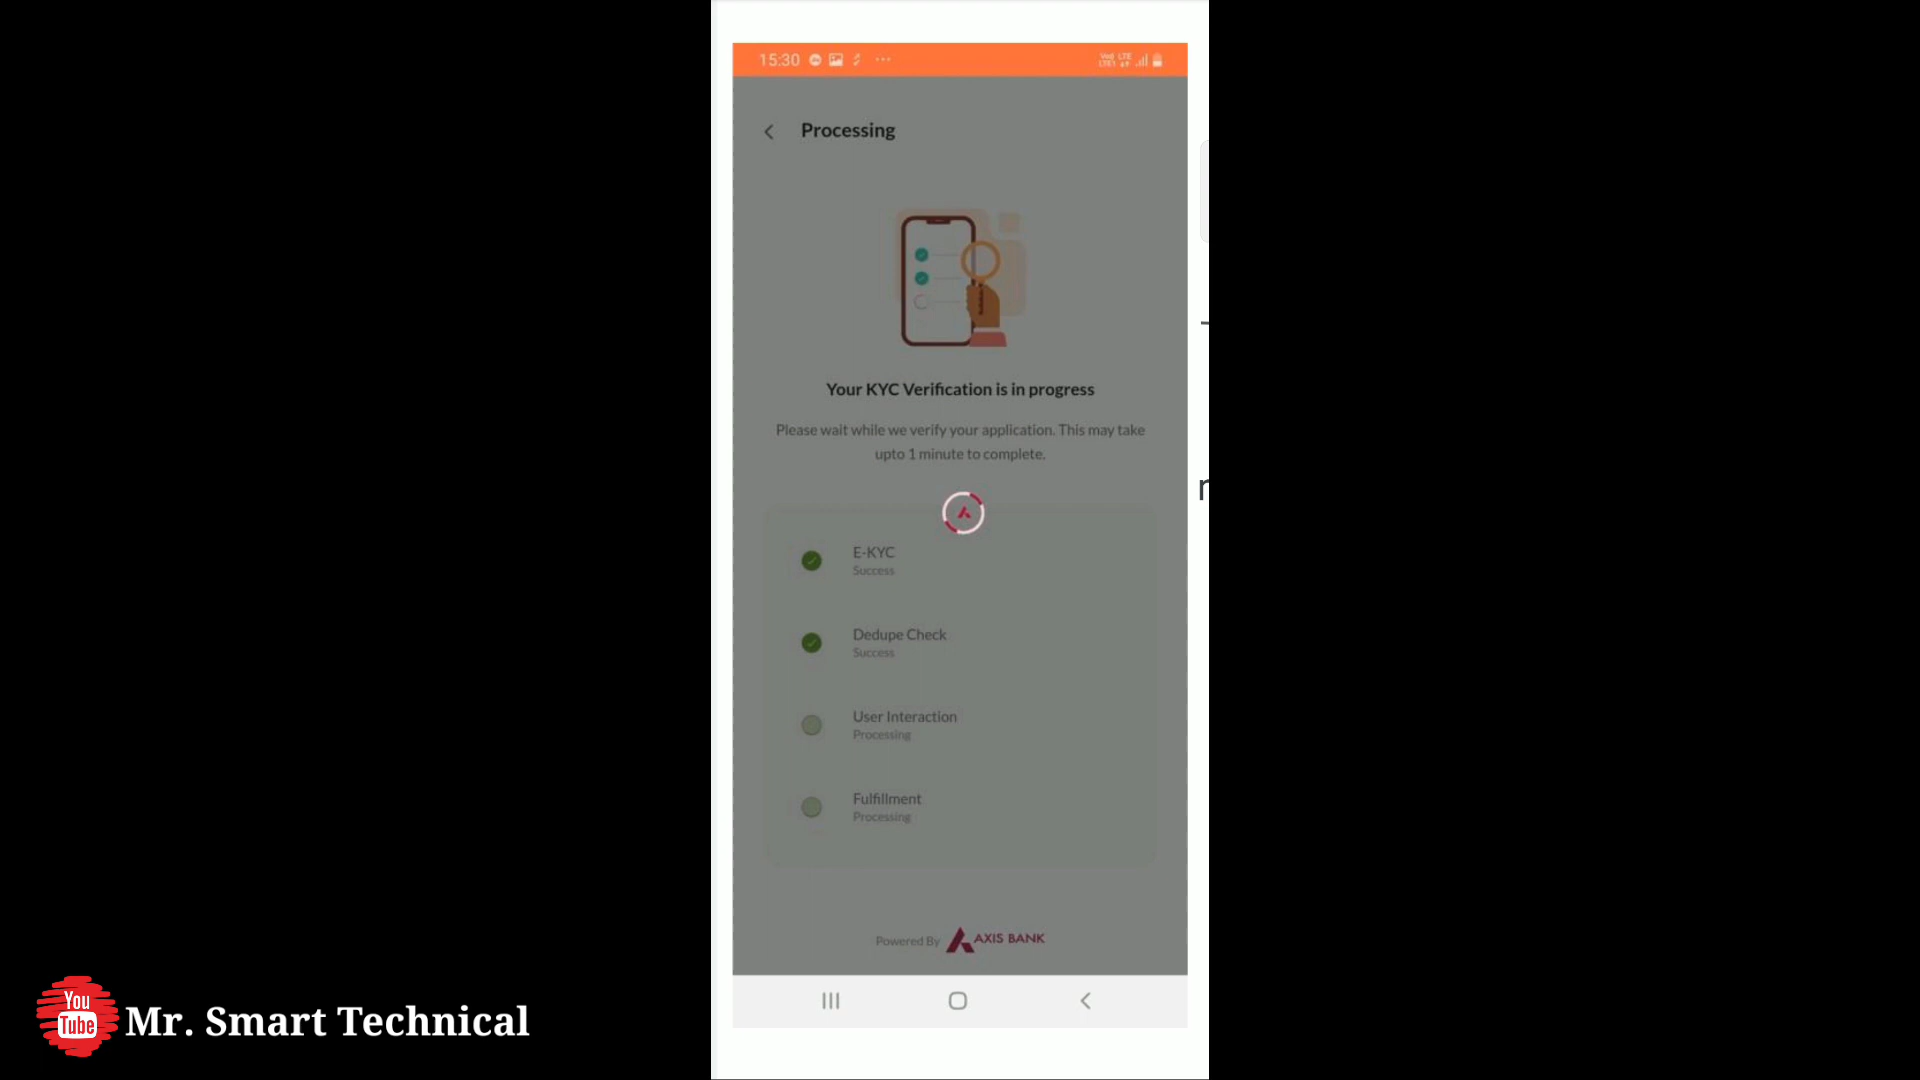 15:30
Processing
Your KYC Verification is in progress
Please wait while we verify your application. This may take
upto 1 minute to complete.
E-KYC
Success
Dedupe Check
Success
User Interaction
Processing
Fulfillment
Processing
Powered By AXIS BANK
You
Tube
Mr. Smart Technical